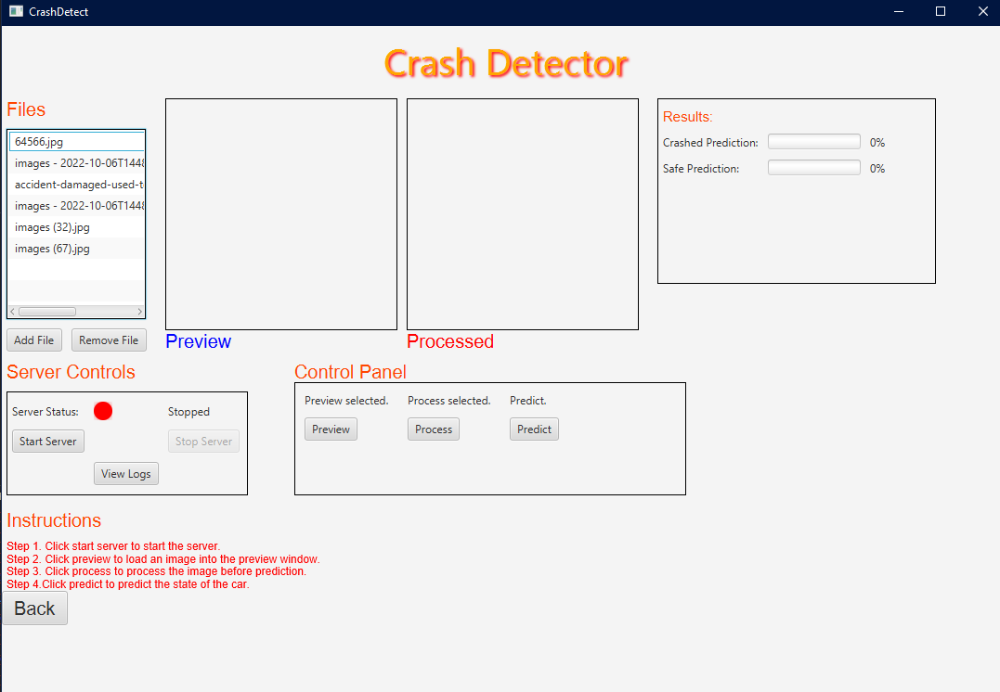 CrashDetect
Crash Detector
Files
64566.jpg
images - 2022-10-06T1448
accident-damaged-used-t
images - 2022-10-06T1448
images (32).jpg
images (67).jpg
Add File Remove File
Preview
Processed
Results:
Crashed Prediction: 0%
Safe Prediction: 0%
Server Controls
Server Status: Stopped
Start Server Stop Server
View Logs
Control Panel
Preview selected. Process selected. Predict.
Preview Process Predict
Instructions
Step 1. Click start server to start the server.
Step 2. Click preview to load an image into the preview window.
Step 3. Click process to process the image before prediction.
Step 4.Click predict to predict the state of the car.
Back